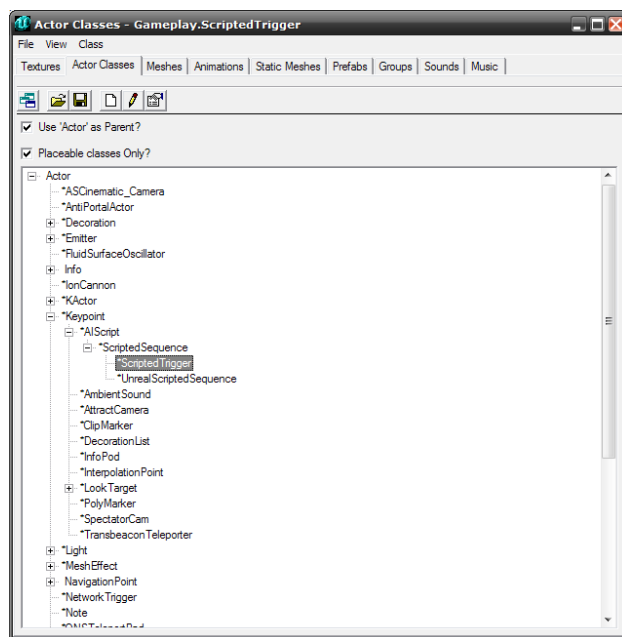 Actor Classes - Gameplay.ScriptedTrigger
File View Class
Textures Actor Classes Meshes Animations Static Meshes Prefabs Groups Sounds Music
Use 'Actor' as Parent?
Placeable classes Only?
Actor
*ASCinematic_Camera
*AntiPortalActor
*Decoration
*Emitter
*FluidSurfaceOscillator
Info
*IonCannon
*KActor
*Keypoint
*AIScript
*ScriptedSequence
*ScriptedTrigger
*UnrealScriptedSequence
*AmbientSound
*AttractCamera
*ClipMarker
*DecorationList
*InfoPod
*InterpolationPoint
*LookTarget
*PolyMarker
*SpectatorCam
*TransbeaconTeleporter
*Light
*MeshEffect
NavigationPoint
*NetworkTrigger
*Note
*ONSTeleportPad